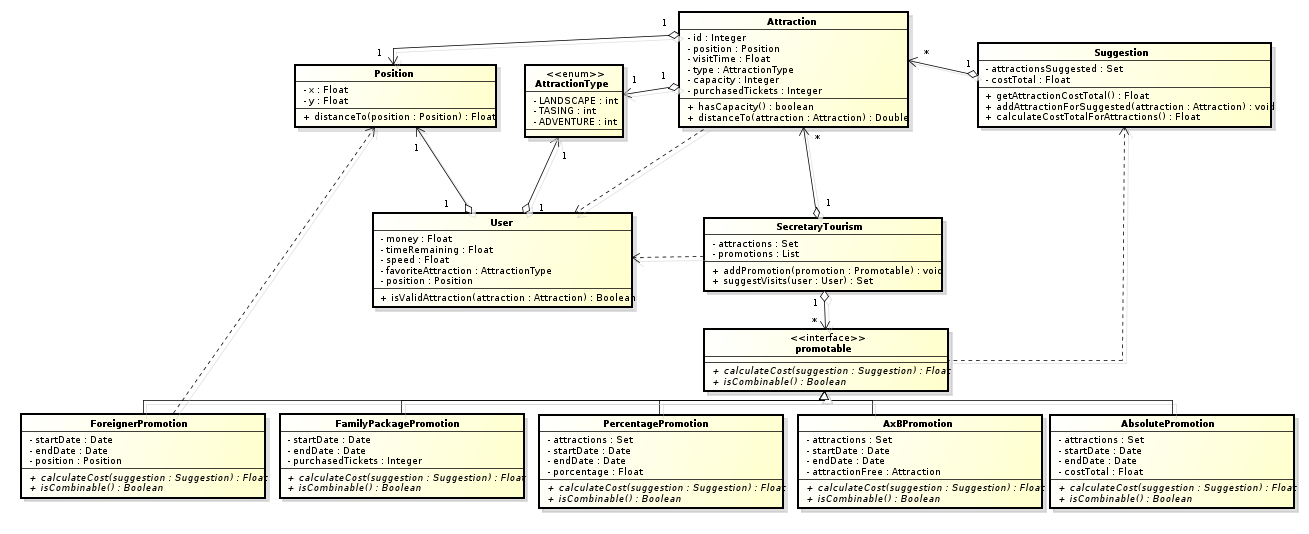 Attraction
- id : Integer
- position : Position
- visitTime : Float
- type : AttractionType
- capacity : Integer
- purchasedTickets : Integer
+ hasCapacity() : boolean
+ distanceTo(attraction : Attraction) : Double
Suggestion
- attractionsSuggested : Set
- costTotal : Float
+ getAttractionCostTotal() : Float
+ addAttractionForSuggested(attraction : Attraction) : void
+ calculateCostTotalForAttractions() : Float
Position
- x : Float
- y : Float
+ distanceTo(position : Position) : Float
<<enum>>
AttractionType
- LANDSCAPE : int
- TASING : int
- ADVENTURE : int
1
1
1
1
*
1
1
1
1
1
*
1
1
*
User
- money : Float
- timeRemaining : Float
- speed : Float
- favoriteAttraction : AttractionType
- position : Position
+ isValidAttraction(attraction : Attraction) : Boolean
SecretaryTourism
- attractions : Set
- promotions : List
+ addPromotion(promotion : Promotable) : void
+ suggestVisits(user : User) : Set
<<interface>>
promotable
+ calculateCost(suggestion : Suggestion) : Float
+ isCombinable() : Boolean
ForeignerPromotion
- startDate : Date
- endDate : Date
- position : Position
+ calculateCost(suggestion : Suggestion) : Float
+ isCombinable() : Boolean
FamilyPackagePromotion
- startDate : Date
- endDate : Date
- purchasedTickets : Integer
+ calculateCost(suggestion : Suggestion) : Float
+ isCombinable() : Boolean
PercentagePromotion
- attractions : Set
- startDate : Date
- endDate : Date
- porcentage : Float
+ calculateCost(suggestion : Suggestion) : Float
+ isCombinable() : Boolean
AxBPromotion
- attractions : Set
- startDate : Date
- endDate : Date
- attractionFree : Attraction
+ calculateCost(suggestion : Suggestion) : Float
+ isCombinable() : Boolean
AbsolutePromotion
- attractions : Set
- startDate : Date
- endDate : Date
- costTotal : Float
+ calculateCost(suggestion : Suggestion) : Float
+ isCombinable() : Boolean